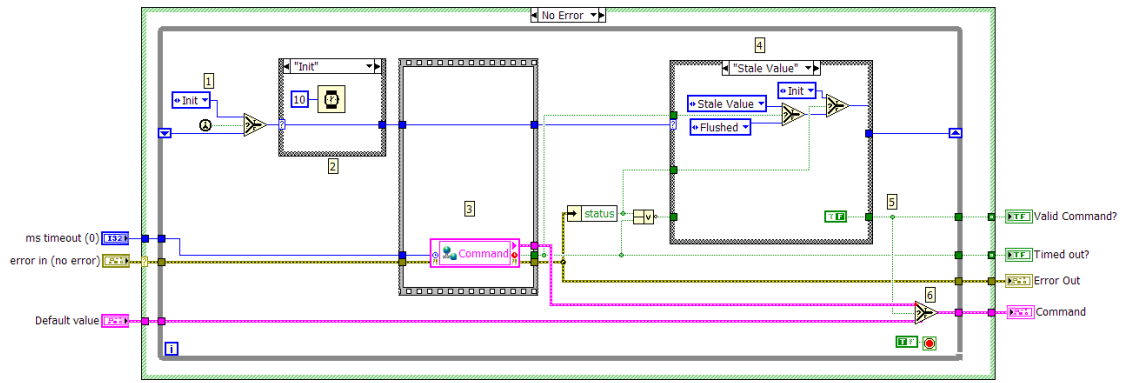 No Error
4
1
"Init"
"Stale Value"
Init
Init
10
Stale Value
Flushed
?
?
2
3
status
v
5
T F
TF
Valid Command?
ms timeout (0)
I32
Command
TF
Timed out?
error in (no error)
Error Out
6
Default value
Command
i
T F